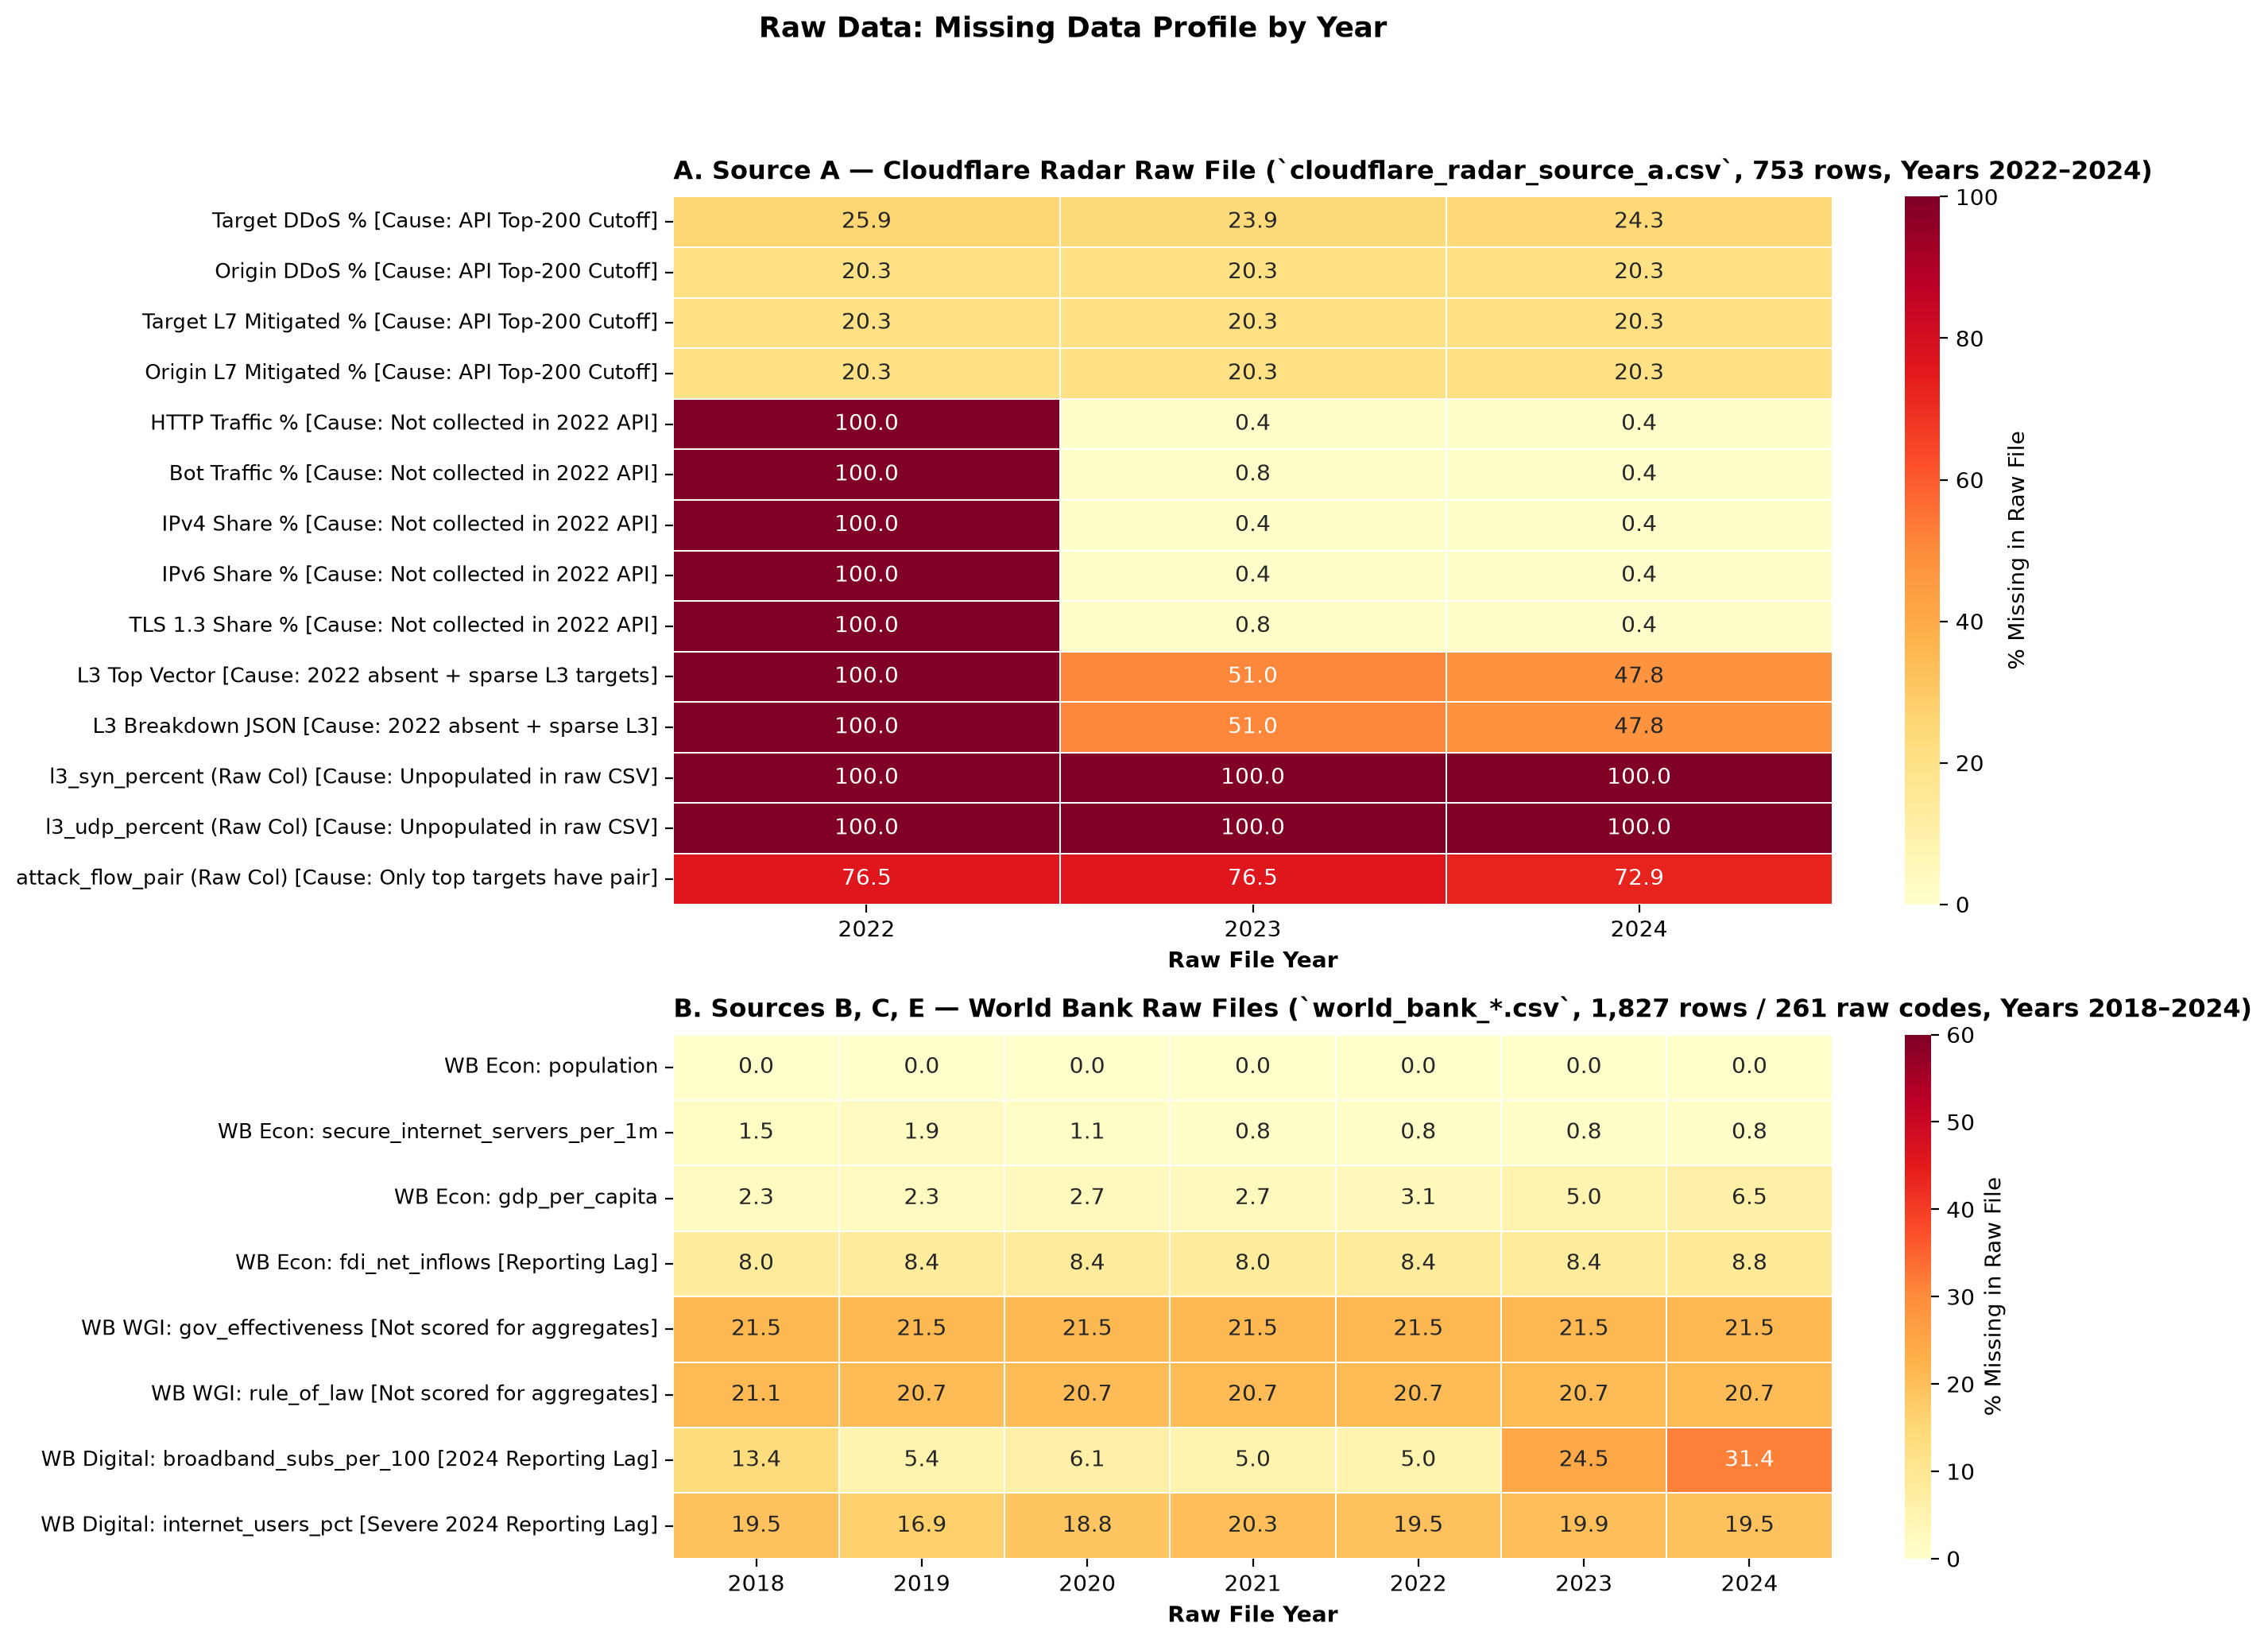 Raw Data: Missing Data Profile by Year
A. Source A — Cloudflare Radar Raw File (`cloudflare_radar_source_a.csv`, 753 rows, Years 2022–2024)
Target DDoS % [Cause: API Top-200 Cutoff] 25.9 23.9 24.3
Origin DDoS % [Cause: API Top-200 Cutoff] 20.3 20.3 20.3
Target L7 Mitigated % [Cause: API Top-200 Cutoff] 20.3 20.3 20.3
Origin L7 Mitigated % [Cause: API Top-200 Cutoff] 20.3 20.3 20.3
HTTP Traffic % [Cause: Not collected in 2022 API] 100.0 0.4 0.4
Bot Traffic % [Cause: Not collected in 2022 API] 100.0 0.8 0.4
IPv4 Share % [Cause: Not collected in 2022 API] 100.0 0.4 0.4
IPv6 Share % [Cause: Not collected in 2022 API] 100.0 0.4 0.4
TLS 1.3 Share % [Cause: Not collected in 2022 API] 100.0 0.8 0.4
L3 Top Vector [Cause: 2022 absent + sparse L3 targets] 100.0 51.0 47.8
L3 Breakdown JSON [Cause: 2022 absent + sparse L3] 100.0 51.0 47.8
l3_syn_percent (Raw Col) [Cause: Unpopulated in raw CSV] 100.0 100.0 100.0
l3_udp_percent (Raw Col) [Cause: Unpopulated in raw CSV] 100.0 100.0 100.0
attack_flow_pair (Raw Col) [Cause: Only top targets have pair] 76.5 76.5 72.9
2022 2023 2024
Raw File Year
100
80
60
40
20
0
% Missing in Raw File
B. Sources B, C, E — World Bank Raw Files (`world_bank_*.csv`, 1,827 rows / 261 raw codes, Years 2018–2024)
WB Econ: population 0.0 0.0 0.0 0.0 0.0 0.0 0.0
WB Econ: secure_internet_servers_per_1m 1.5 1.9 1.1 0.8 0.8 0.8 0.8
WB Econ: gdp_per_capita 2.3 2.3 2.7 2.7 3.1 5.0 6.5
WB Econ: fdi_net_inflows [Reporting Lag] 8.0 8.4 8.4 8.0 8.4 8.4 8.8
WB WGI: gov_effectiveness [Not scored for aggregates] 21.5 21.5 21.5 21.5 21.5 21.5 21.5
WB WGI: rule_of_law [Not scored for aggregates] 21.1 20.7 20.7 20.7 20.7 20.7 20.7
WB Digital: broadband_subs_per_100 [2024 Reporting Lag] 13.4 5.4 6.1 5.0 5.0 24.5 31.4
WB Digital: internet_users_pct [Severe 2024 Reporting Lag] 19.5 16.9 18.8 20.3 19.5 19.9 19.5
2018 2019 2020 2021 2022 2023 2024
Raw File Year
60
50
40
30
20
10
0
% Missing in Raw File